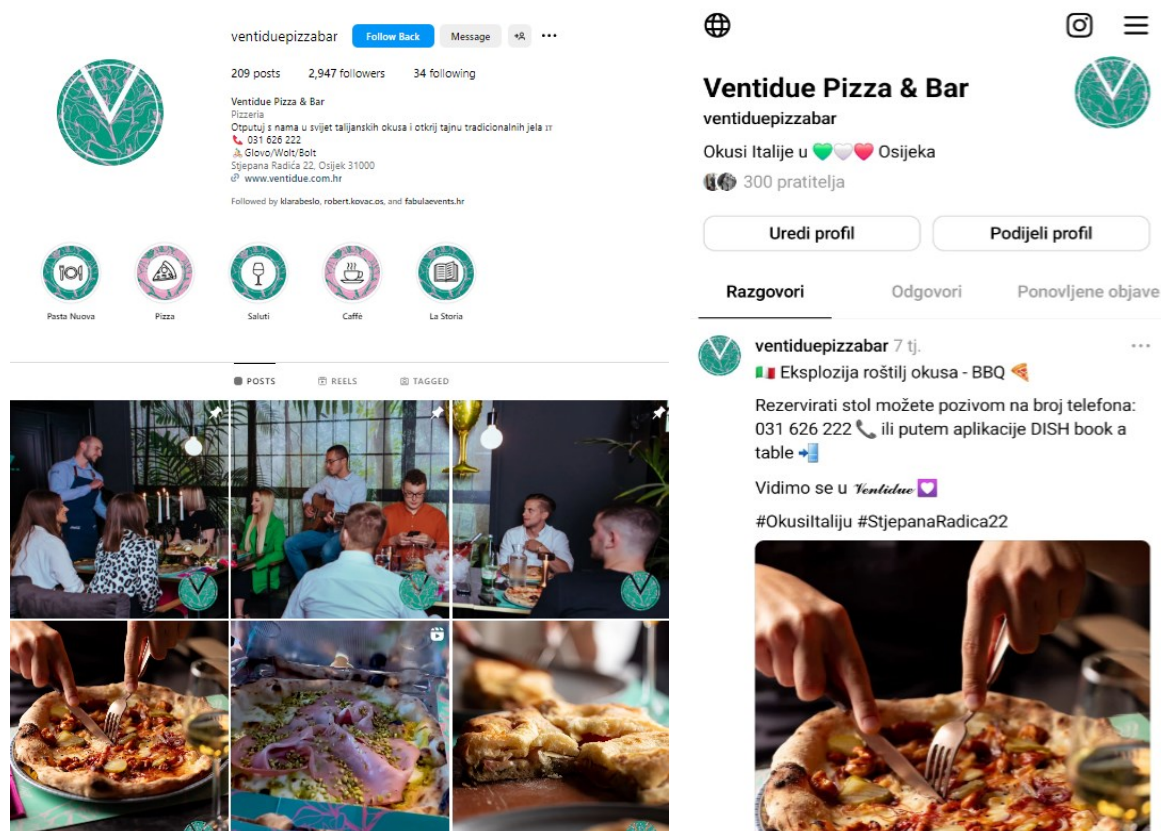 ventiduepizzabar Follow Back Message
209 posts 2,947 followers 34 following
Ventidue Pizza & Bar
Pizzeria
Otputuj s nama u svijet talijanskih okusa i otkrij tajnu tradicionalnih jela IT
031 626 222
Glovo/Wolt/Bolt
Stjepana Radića 22, Osijek 31000
www.ventidue.com.hr
Followed by klarabeslo, robert.kovac.os, and fabulaevents.hr
Pasta Nuova Pizza Saluti Caffè La Storia
POSTS REELS TAGGED
Ventidue Pizza & Bar
ventiduepizzabar
Okusi Italije u 💚🤍❤️ Osijeka
300 pratitelja
Uredi profil Podijeli profil
Razgovori Odgovori Ponovljene objave
ventiduepizzabar 7 tj.
🇮🇹 Eksplozija roštilj okusa - BBQ 🍕
Rezervirati stol možete pozivom na broj telefona:
031 626 222 📞 ili putem aplikacije DISH book a
table 📲
Vidimo se u 𝓥𝓮𝓷𝓽𝓲𝓭𝓾𝓮 💟
#OkusiItaliju #StjepanaRadica22